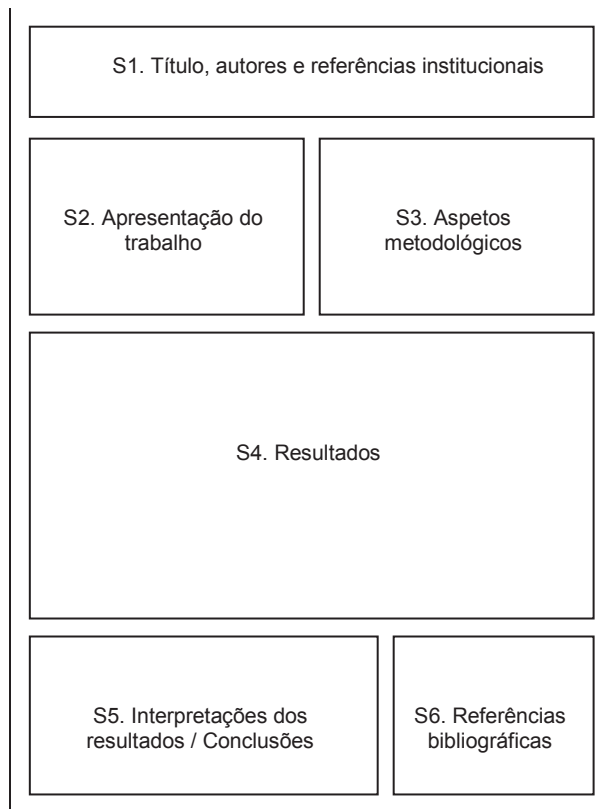 S1. Título, autores e referências institucionais
S2. Apresentação do
trabalho
S3. Aspetos
metodológicos
S4. Resultados
S5. Interpretações dos
resultados / Conclusões
S6. Referências
bibliográficas